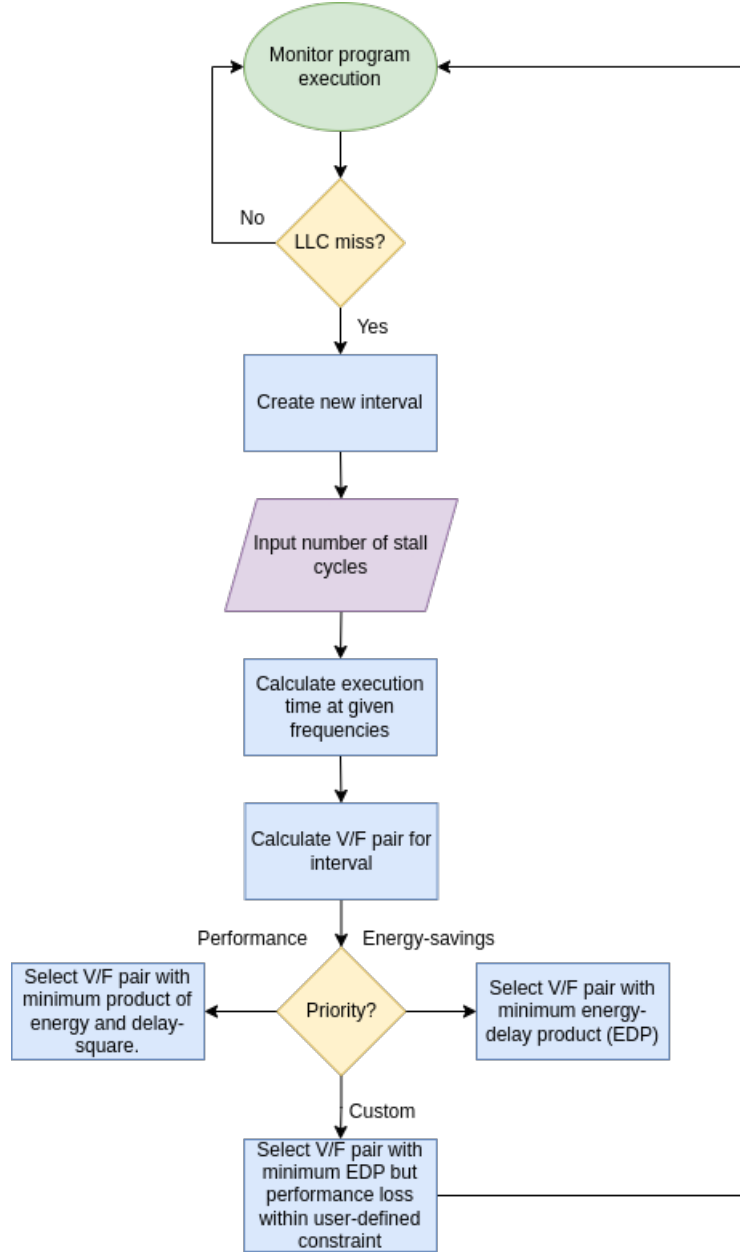 Monitor program
execution
No
LLC miss?
Yes
Create new interval
Input number of stall
cycles
Calculate execution
time at given
frequencies
Calculate V/F pair for
interval
Performance
Energy-savings
Select V/F pair with
minimum product of
energy and delay-
square.
Priority?
Select V/F pair with
minimum energy-
delay product (EDP)
Custom
Select V/F pair with
minimum EDP but
performance loss
within user-defined
constraint